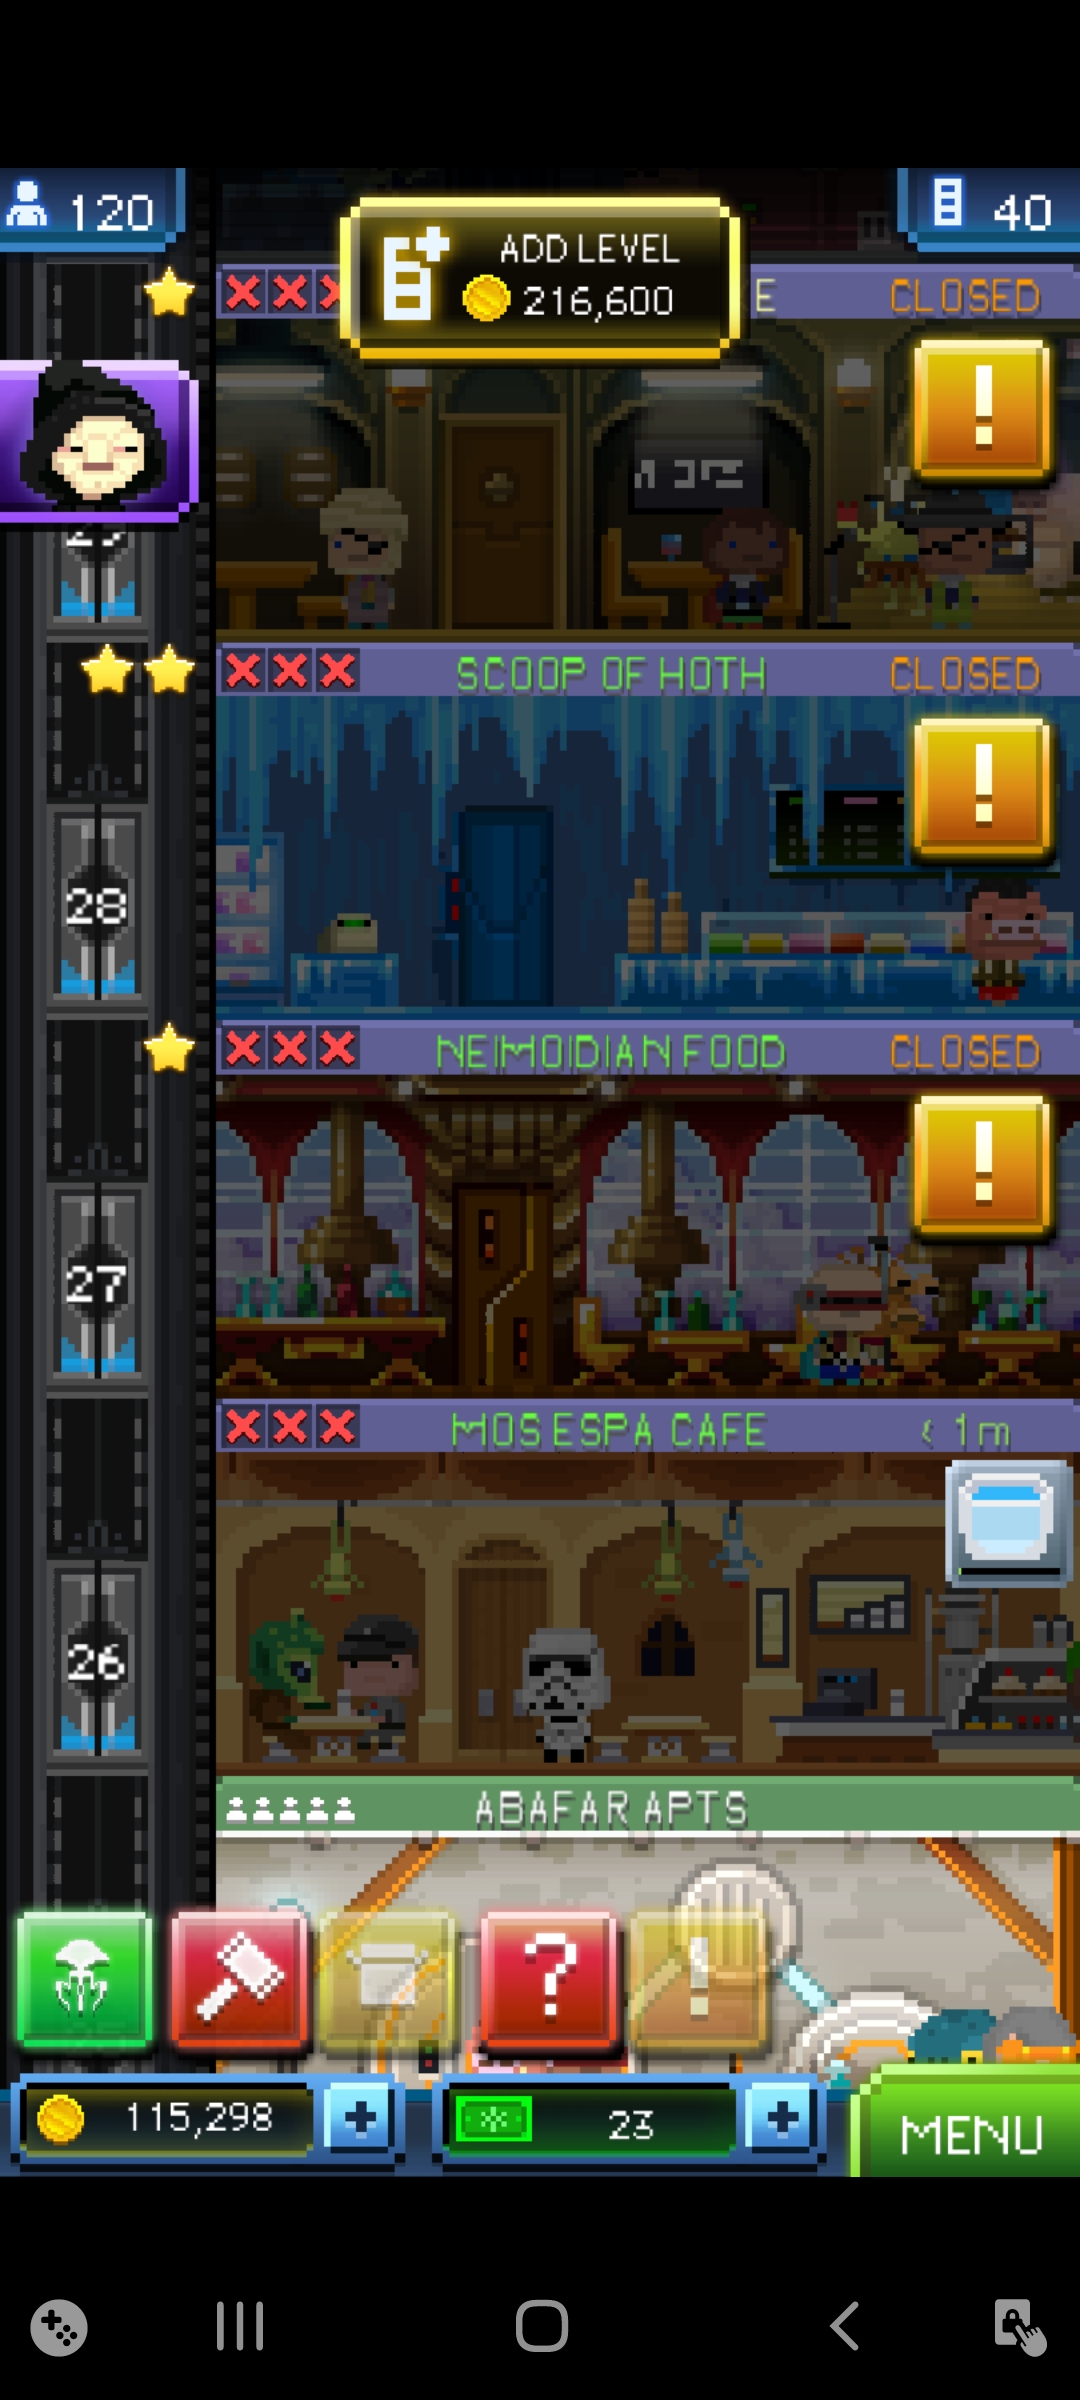 120
ADD LEVEL
216,600
40
E
CLOSED
SCOOP OF HOTH
CLOSED
28
NEIMOIDIAN FOOD
CLOSED
27
MOS ESPA CAFE
< 1m
26
ABAFAR APTS
?
!
115,298
+
23
+
MENU